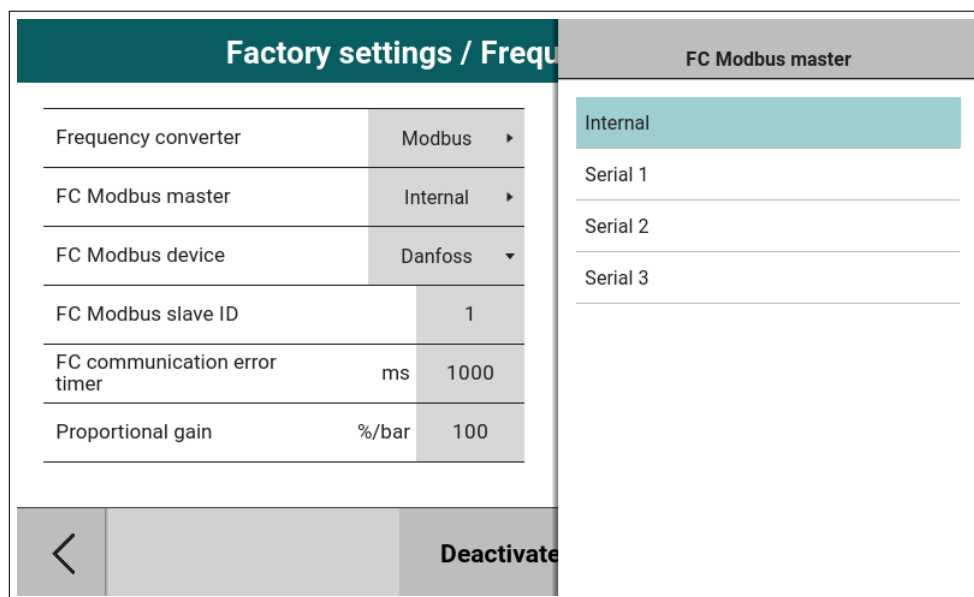 Factory settings / Frequ
Frequency converter Modbus
FC Modbus master Internal
FC Modbus device Danfoss
FC Modbus slave ID 1
FC communication error
timer ms 1000
Proportional gain %/bar 100
Deactivate
FC Modbus master
Internal
Serial 1
Serial 2
Serial 3